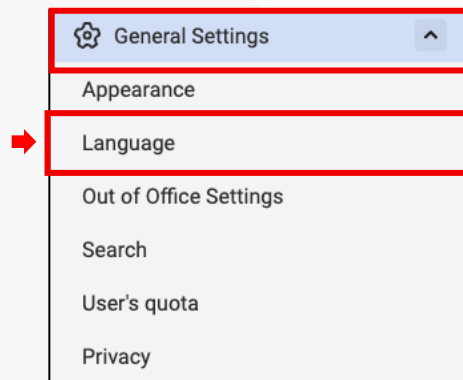 General Settings
Appearance
Language
Out of Office Settings
Search
User's quota
Privacy